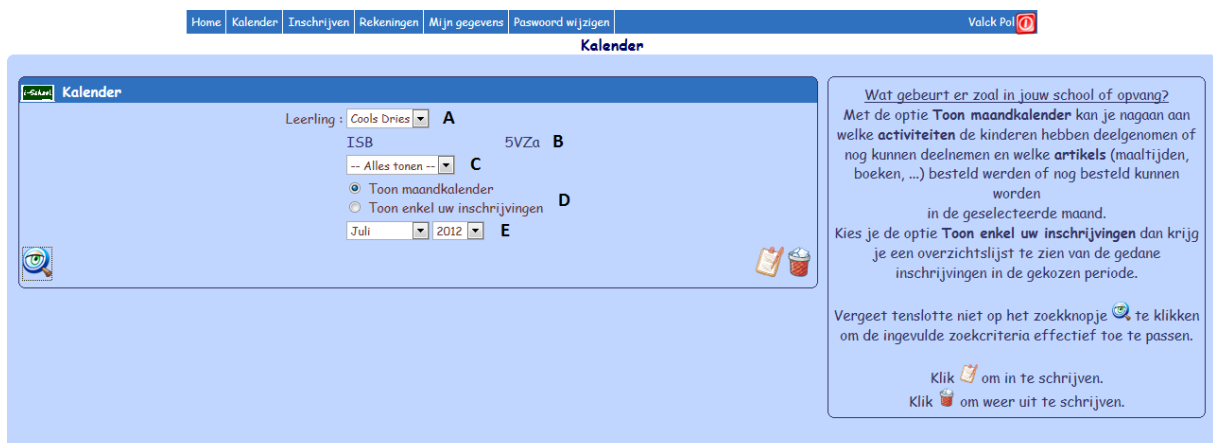 Home Kalender Inschrijven Rekeningen Mijn gegevens Paswoord wijzigen Valck Pol
Kalender
i-School Kalender
Leerling : Cools Dries A
ISB 5VZa B
-- Alles tonen -- C
Toon maandkalender
Toon enkel uw inschrijvingen D
Juli 2012 E
Wat gebeurt er zoal in jouw school of opvang?
Met de optie Toon maandkalender kan je nagaan aan
welke activiteiten de kinderen hebben deelgenomen of
nog kunnen deelnemen en welke artikels (maaltijden,
boeken, ...) besteld werden of nog besteld kunnen
worden
in de geselecteerde maand.
Kies je de optie Toon enkel uw inschrijvingen dan krijg
je een overzichtslijst te zien van de gedane
inschrijvingen in de gekozen periode.
Vergeet tenslotte niet op het zoekknopje te klikken
om de ingevulde zoekcriteria effectief toe te passen.
Klik om in te schrijven.
Klik om weer uit te schrijven.